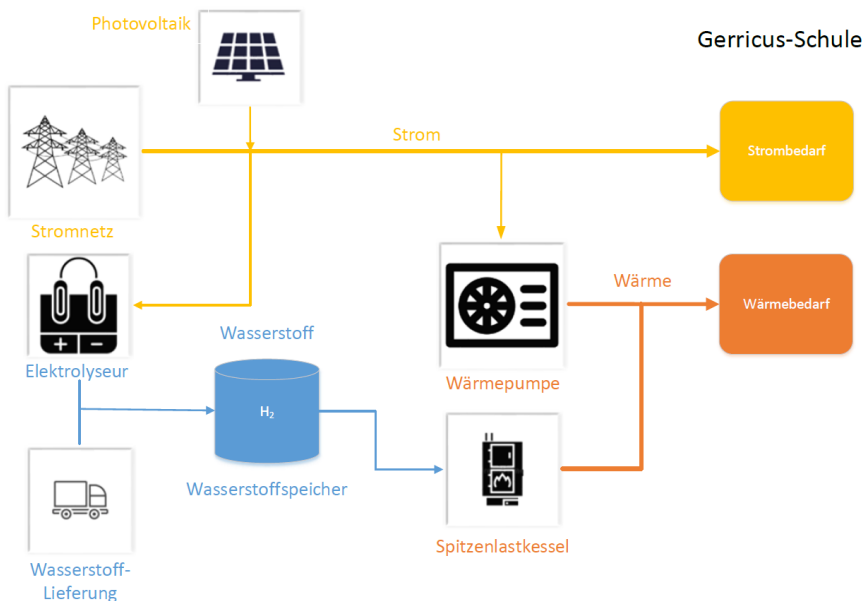 Photovoltaik
Gerricus-Schule
Strom
Strombedarf
Stromnetz
Wärme
Wärmebedarf
+ −
Elektrolyseur
Wasserstoff
H₂
Wärmepumpe
Wasserstoffspeicher
Spitzenlastkessel
Wasserstoff-
Lieferung